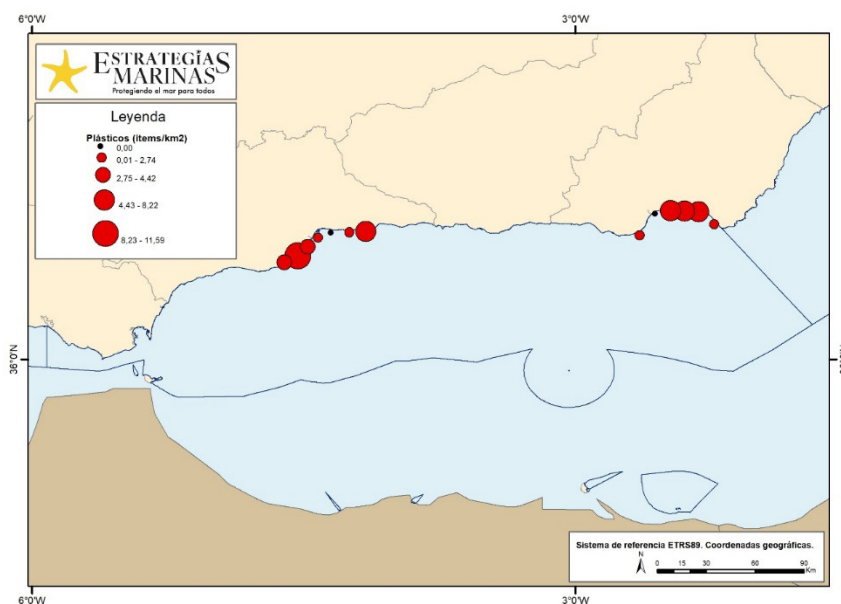 6°0'W 3°0'W
ESTRATEGIAS
MARINAS
Protegiendo el mar para todos
Leyenda
Plásticos (items/km2)
0,00
0,01 - 2,74
2,75 - 4,42
4,43 - 8,22
8,23 - 11,59
36°0'N
Sistema de referencia ETRS89. Coordenadas geográficas.
N
0 15 30 60 90
Km
6°0'W 3°0'W